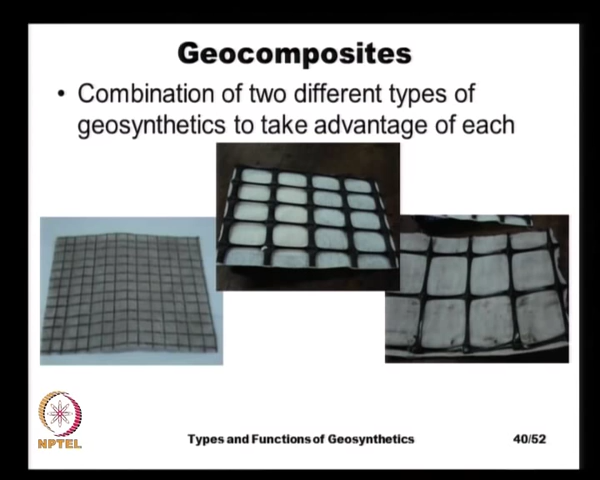 Geocomposites
• Combination of two different types of
geosynthetics to take advantage of each
NPTEL
Types and Functions of Geosynthetics
40/52